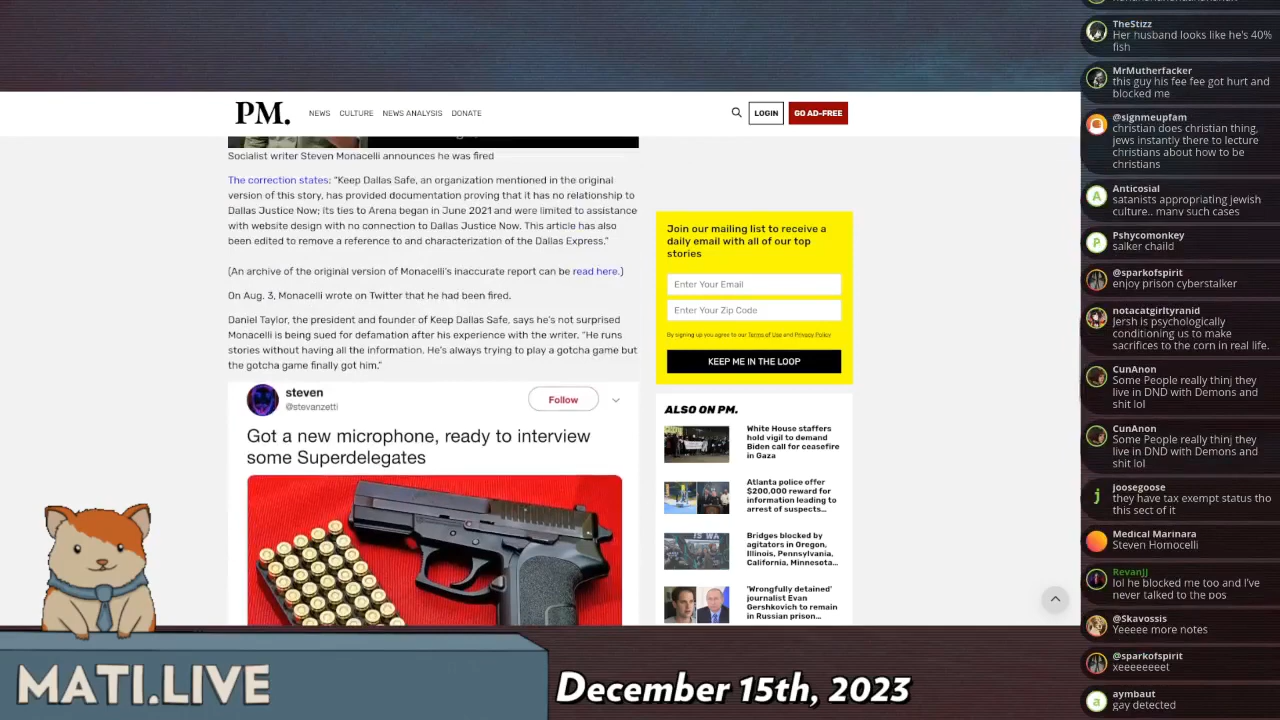 PM.
NEWS
CULTURE
NEWS ANALYSIS
DONATE
LOGIN
GO AD-FREE
Socialist writer Steven Monacelli announces he was fired
The correction states: “Keep Dallas Safe, an organization mentioned in the original
version of this story, has provided documentation proving that it has no relationship to
Dallas Justice Now; its ties to Arena began in June 2021 and were limited to assistance
with website design with no connection to Dallas Justice Now. This article has also
been edited to remove a reference to and characterization of the Dallas Express.”
(An archive of the original version of Monacelli's inaccurate report can be read here.)
On Aug. 3, Monacelli wrote on Twitter that he had been fired.
Daniel Taylor, the president and founder of Keep Dallas Safe, says he’s not surprised
Monacelli is being sued for defamation after his experience with the writer. “He runs
stories without having all the information. He’s always trying to play a gotcha game but
the gotcha game finally got him.”
steven
@stevanzetti
Follow
Got a new microphone, ready to interview
some Superdelegates
Join our mailing list to receive a
daily email with all of our top
stories
Enter Your Email
Enter Your Zip Code
By signing up you agree to our Terms of Use and Privacy Policy
KEEP ME IN THE LOOP
ALSO ON PM.
White House staffers
hold vigil to demand
Biden call for ceasefire
in Gaza
Atlanta police offer
$200,000 reward for
information leading to
arrest of suspects...
Bridges blocked by
agitators in Oregon,
Illinois, Pennsylvania,
California, Minnesota...
'Wrongfully detained'
journalist Evan
Gershkovich to remain
in Russian prison...
TheStizz
Her husband looks like he's 40%
fish
MrMutherfacker
this guy his fee fee got hurt and
blocked me
@signmeupfam
christian does christian thing,
jews instantly there to lecture
christians about how to be
christians
Anticosial
satanists appropriating jewish
culture.. many such cases
Pshycomonkey
salker chaild
@sparkofspirit
enjoy prison cyberstalker
notacatgirltyranid
Jersh is psychologically
conditioning us to make
sacrifices to the corn in real life.
CunAnon
Some People really thinj they
live in DND with Demons and
shit lol
CunAnon
Some People really thinj they
live in DND with Demons and
shit lol
joosegoose
they have tax exempt status tho
this sect of it
Medical Marinara
Steven Homocelli
RevanJJ
lol he blocked me too and I've
never talked to the pos
@Skavossis
Yeeeee more notes
@sparkofspirit
xeeeeeeeet
aymbaut
gay detected
MATI.LIVE
December 15th, 2023